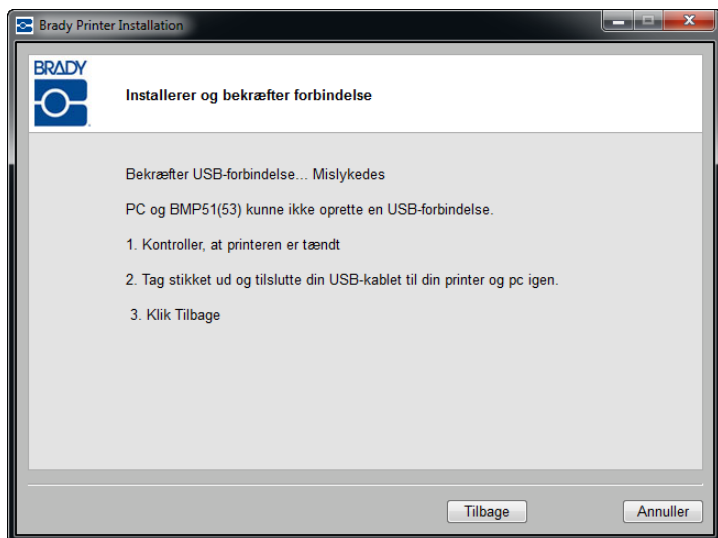 Brady Printer Installation
BRADY
Installerer og bekræfter forbindelse
Bekræfter USB-forbindelse... Mislykedes
PC og BMP51(53) kunne ikke oprette en USB-forbindelse.
1. Kontroller, at printeren er tændt
2. Tag stikket ud og tilslutte din USB-kablet til din printer og pc igen.
3. Klik Tilbage
Tilbage
Annuller